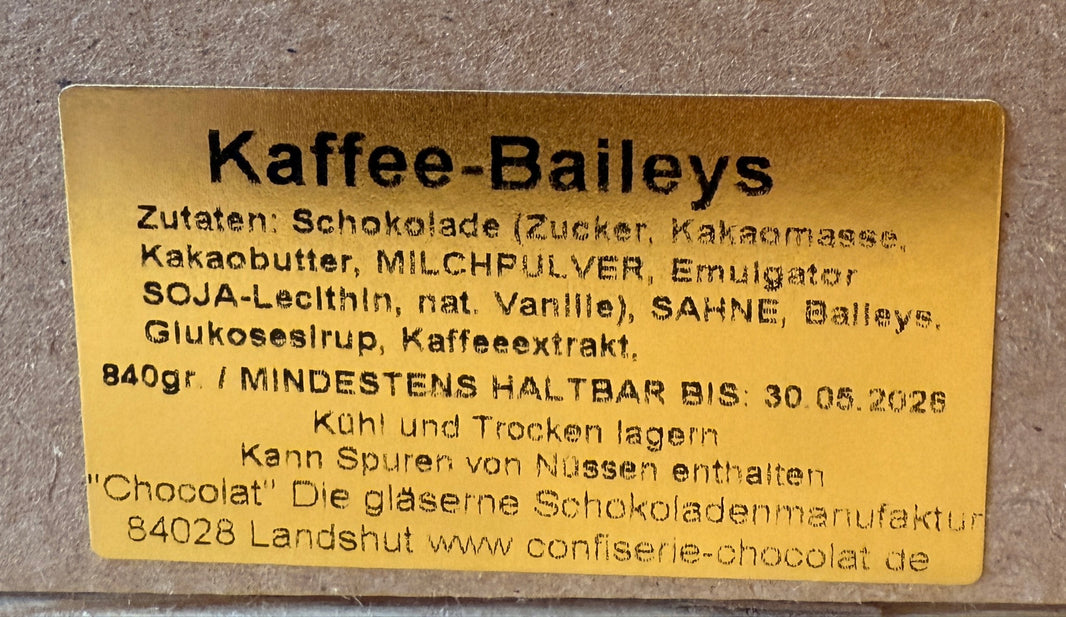 Kaffee-Baileys
Zutaten: Schokolade (Zucker, Kakaomasse,
Kakaobutter, MILCHPULVER, Emulgator
SOJA-Lecithin, nat. Vanille), SAHNE, Baileys,
Glukosesirup, Kaffeeextrakt,
840gr. / MINDESTENS HALTBAR BIS: 30.05.2026
Kühl und Trocken lagern
Kann Spuren von Nüssen enthalten
"Chocolat" Die gläserne Schokoladenmanufaktur
84028 Landshut www.confiserie-chocolat.de